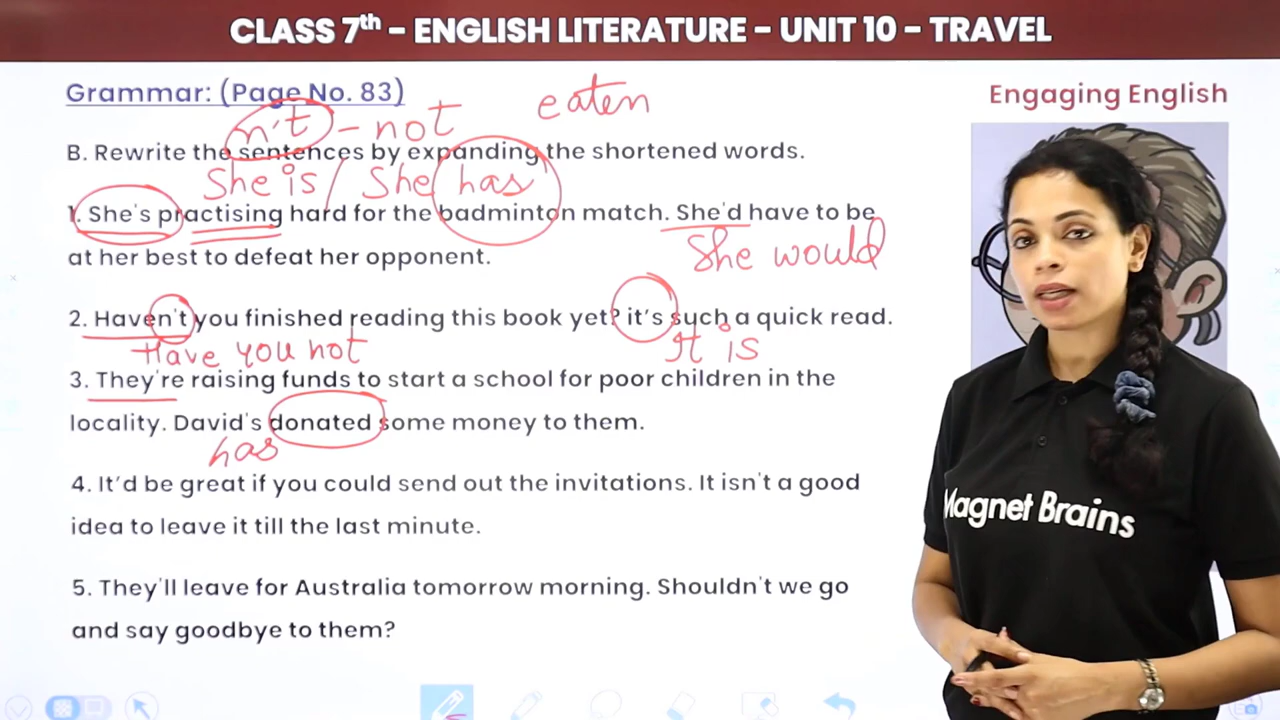 CLASS 7th - ENGLISH LITERATURE - UNIT 10 - TRAVEL
Grammar: (Page No. 83)
eaten
Engaging English
n't - not
B. Rewrite the sentences by expanding the shortened words.
She is / She has
1. She's practising hard for the badminton match. She'd have to be
at her best to defeat her opponent.
She would
2. Haven't you finished reading this book yet? it's such a quick read.
Have you not
It is
3. They're raising funds to start a school for poor children in the
locality. David's donated some money to them.
has
4. It'd be great if you could send out the invitations. It isn't a good
idea to leave it till the last minute.
5. They'll leave for Australia tomorrow morning. Shouldn't we go
and say goodbye to them?
Magnet Brains